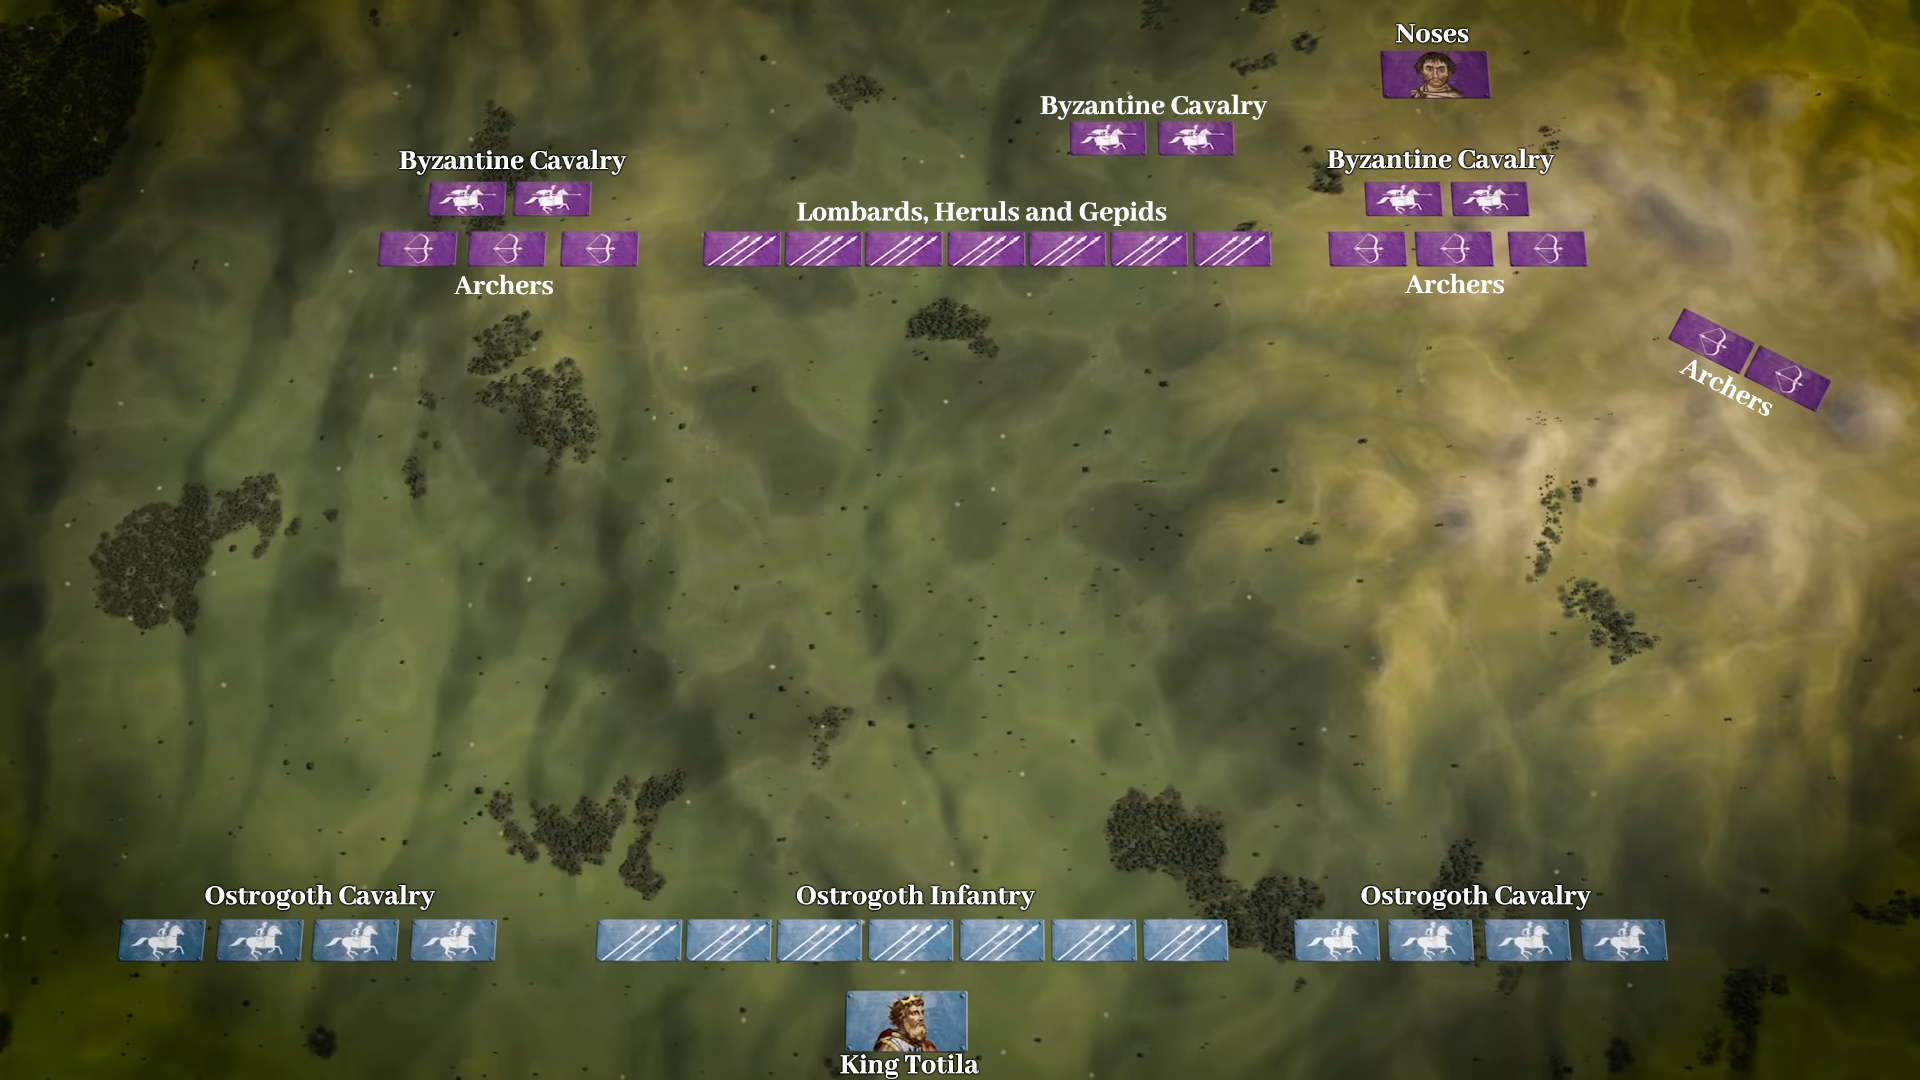 Noses
Byzantine Cavalry
Byzantine Cavalry
Byzantine Cavalry
Lombards, Heruls and Gepids
Archers
Archers
Archers
Ostrogoth Cavalry
Ostrogoth Infantry
Ostrogoth Cavalry
King Totila